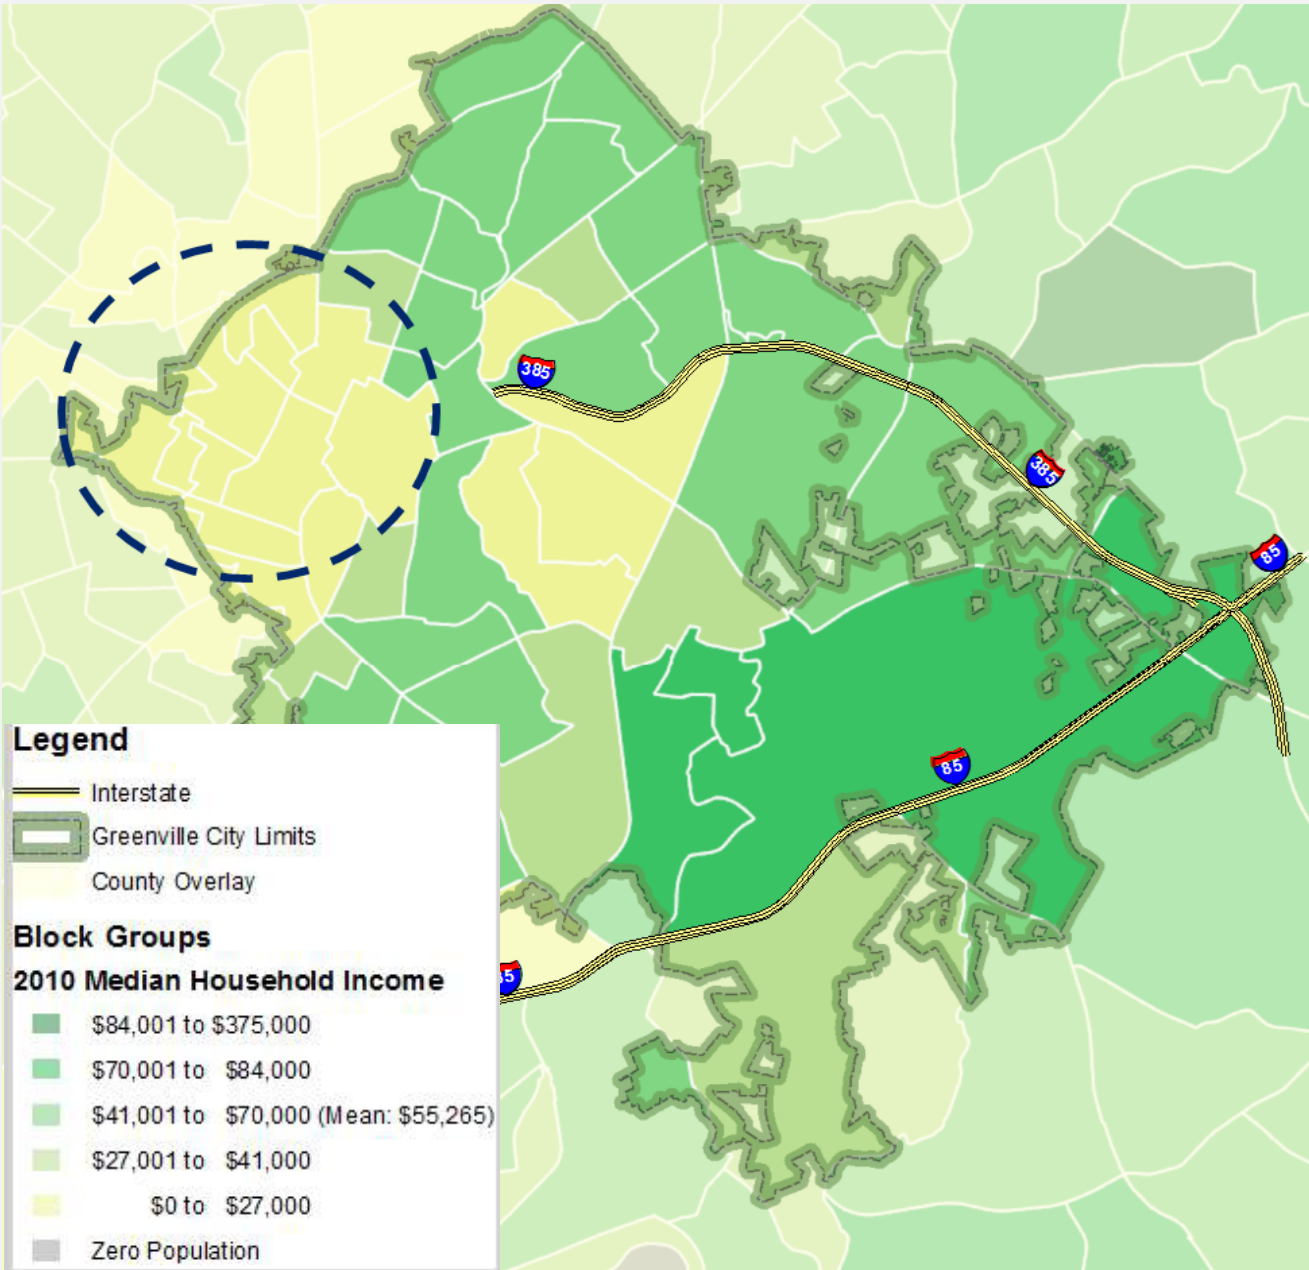 385
385
85
85
Legend
Interstate
Greenville City Limits
County Overlay
Block Groups
2010 Median Household Income
$84,001 to $375,000
$70,001 to $84,000
$41,001 to $70,000 (Mean: $55,265)
$27,001 to $41,000
$0 to $27,000
Zero Population